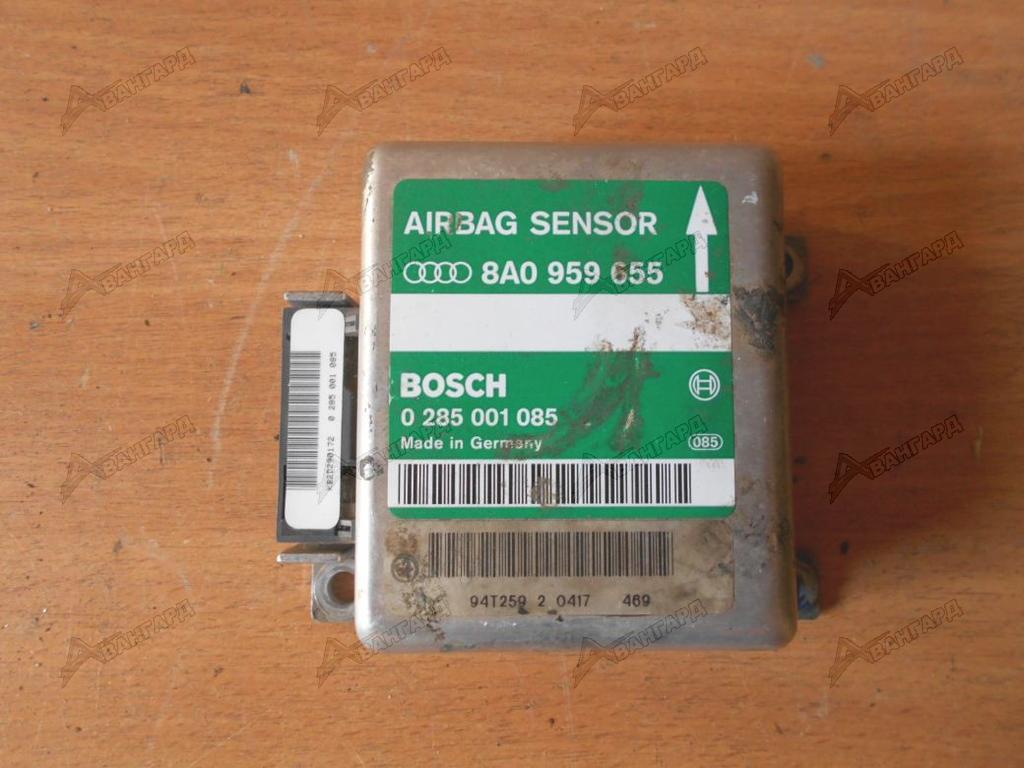 AIRBAG SENSOR
8A0 959 655
BOSCH
0 285 001 085
Made in Germany
085
94T259 2 0417 469
KB2D290172 0 285 001 085
АВАНГАРД